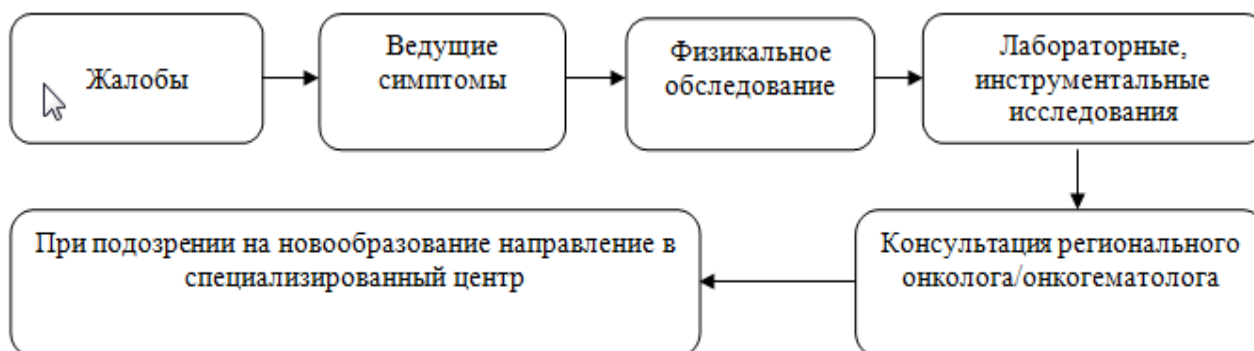 Жалобы
Ведущие
симптомы
Физикальное
обследование
Лабораторные,
инструментальные
исследования
При подозрении на новообразование направление в
специализированный центр
Консультация регионального
онколога/онкогематолога